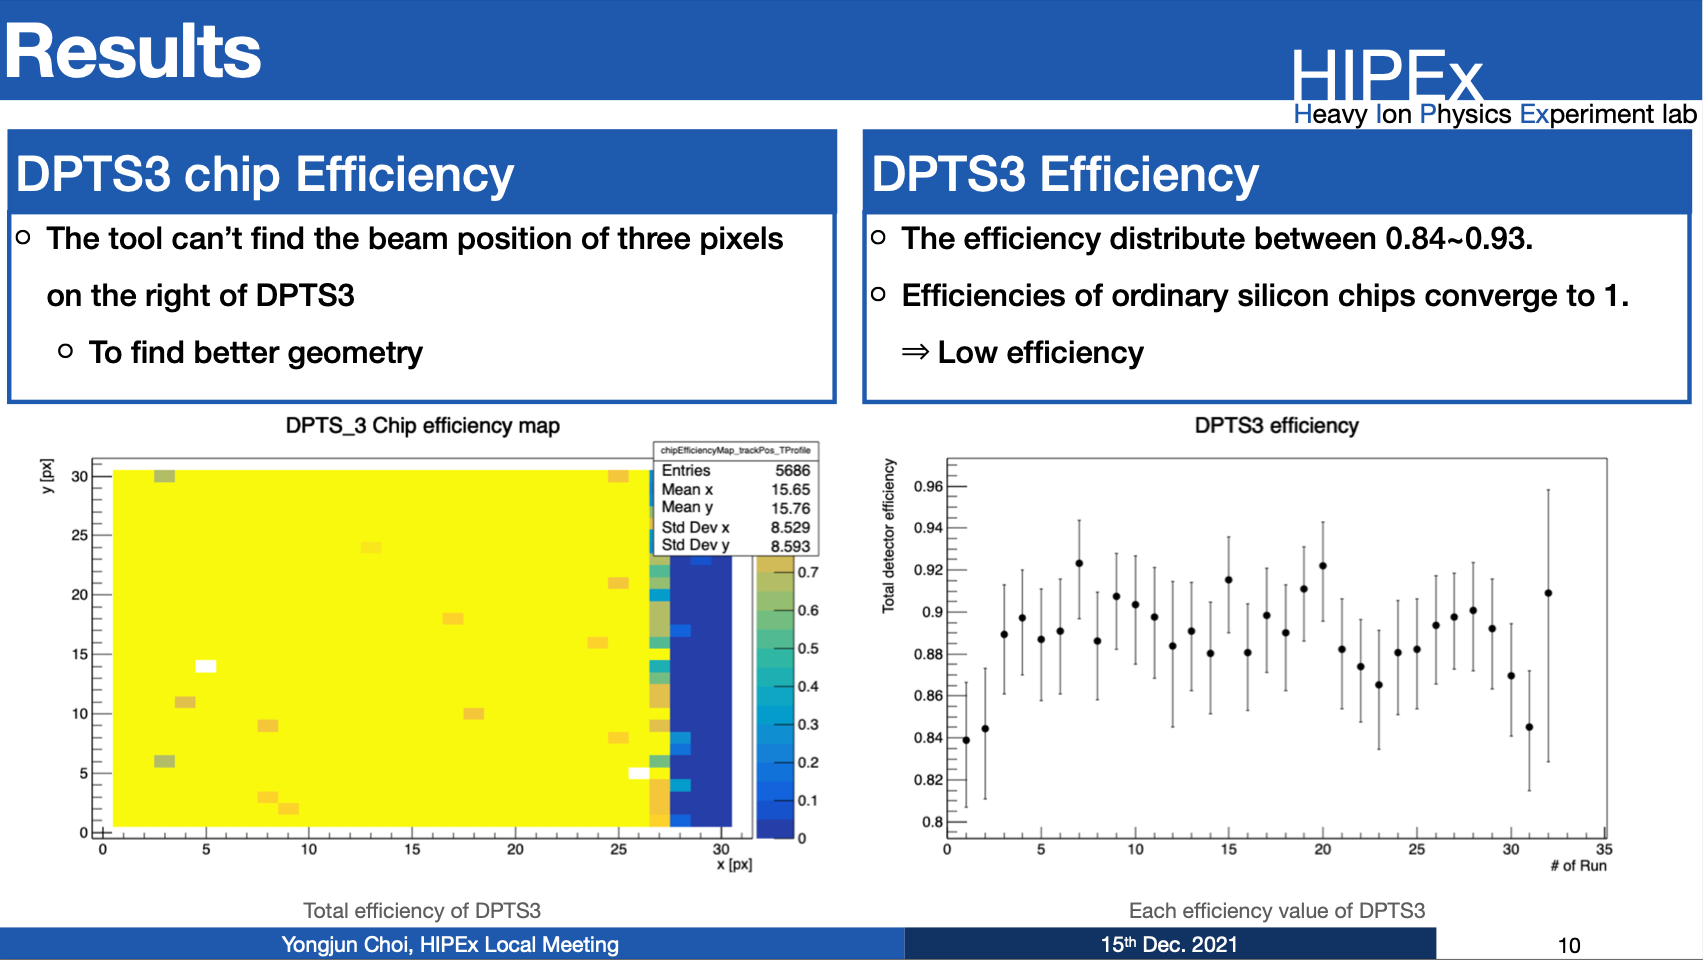 Results
HIPEx
Heavy Ion Physics Experiment lab
DPTS3 chip Efficiency
The tool can’t find the beam position of three pixels
on the right of DPTS3
To find better geometry
DPTS3 Efficiency
The efficiency distribute between 0.84~0.93.
Efficiencies of ordinary silicon chips converge to 1.
⇒ Low efficiency
DPTS_3 Chip efficiency map
chipEfficiencyMap_trackPos_TProfile
Entries 5686
Mean x 15.65
Mean y 15.76
Std Dev x 8.529
Std Dev y 8.593
y [px]
30
25
20
15
10
5
0
0 5 10 15 20 25 30
x [px]
0.7
0.6
0.5
0.4
0.3
0.2
0.1
0
Total efficiency of DPTS3
DPTS3 efficiency
Total detector efficiency
0.96
0.94
0.92
0.9
0.88
0.86
0.84
0.82
0.8
0 5 10 15 20 25 30 35
# of Run
Each efficiency value of DPTS3
Yongjun Choi, HIPEx Local Meeting
15th Dec. 2021
10